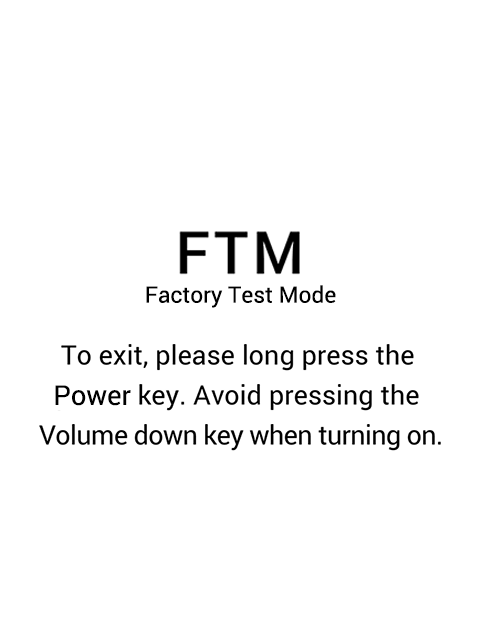 FTM
Factory Test Mode
To exit, please long press the
Power key. Avoid pressing the
Volume down key when turning on.